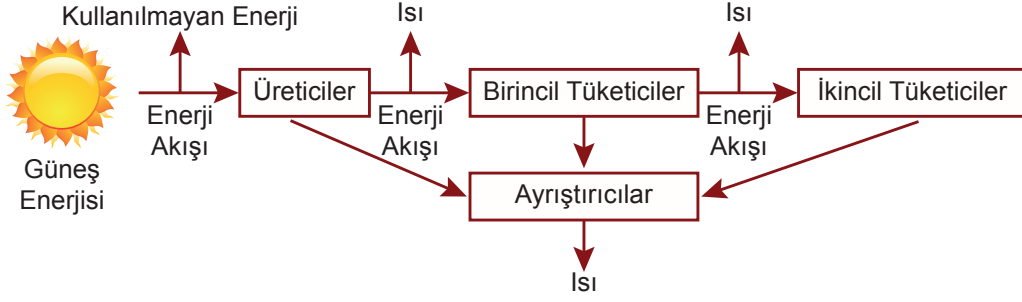 Kullanılmayan Enerji
Isı
Isı
Üreticiler
Birincil Tüketiciler
İkincil Tüketiciler
Enerji
Akışı
Enerji
Akışı
Enerji
Akışı
Güneş
Enerjisi
Ayrıştırıcılar
Isı